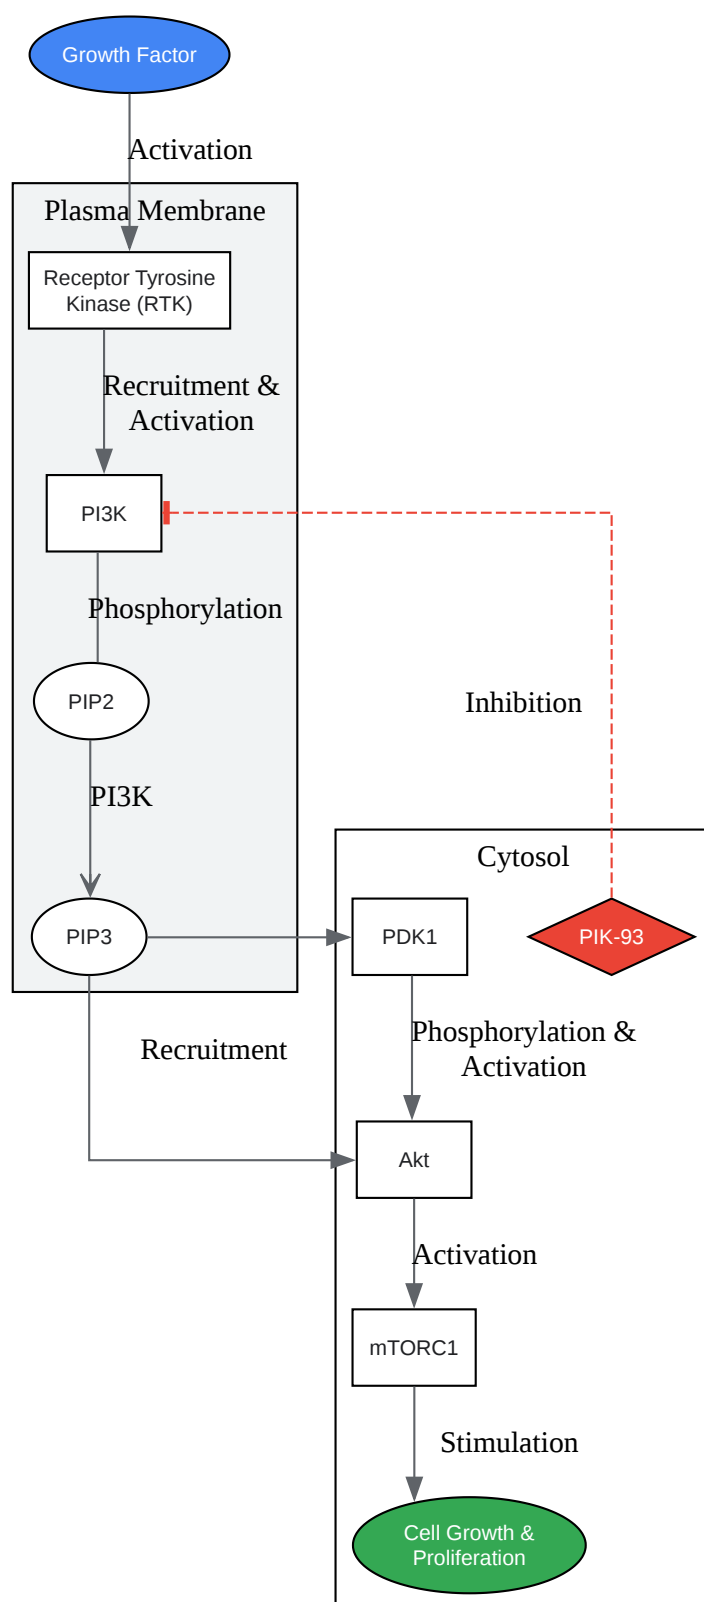 Growth Factor
Activation
Plasma Membrane
Receptor Tyrosine
Kinase (RTK)
Recruitment &
Activation
PI3K
Phosphorylation
PIP2
Inhibition
PI3K
Cytosol
PIP3
PDK1
PIK-93
Phosphorylation &
Activation
Recruitment
Akt
Activation
mTORC1
Stimulation
Cell Growth &
Proliferation